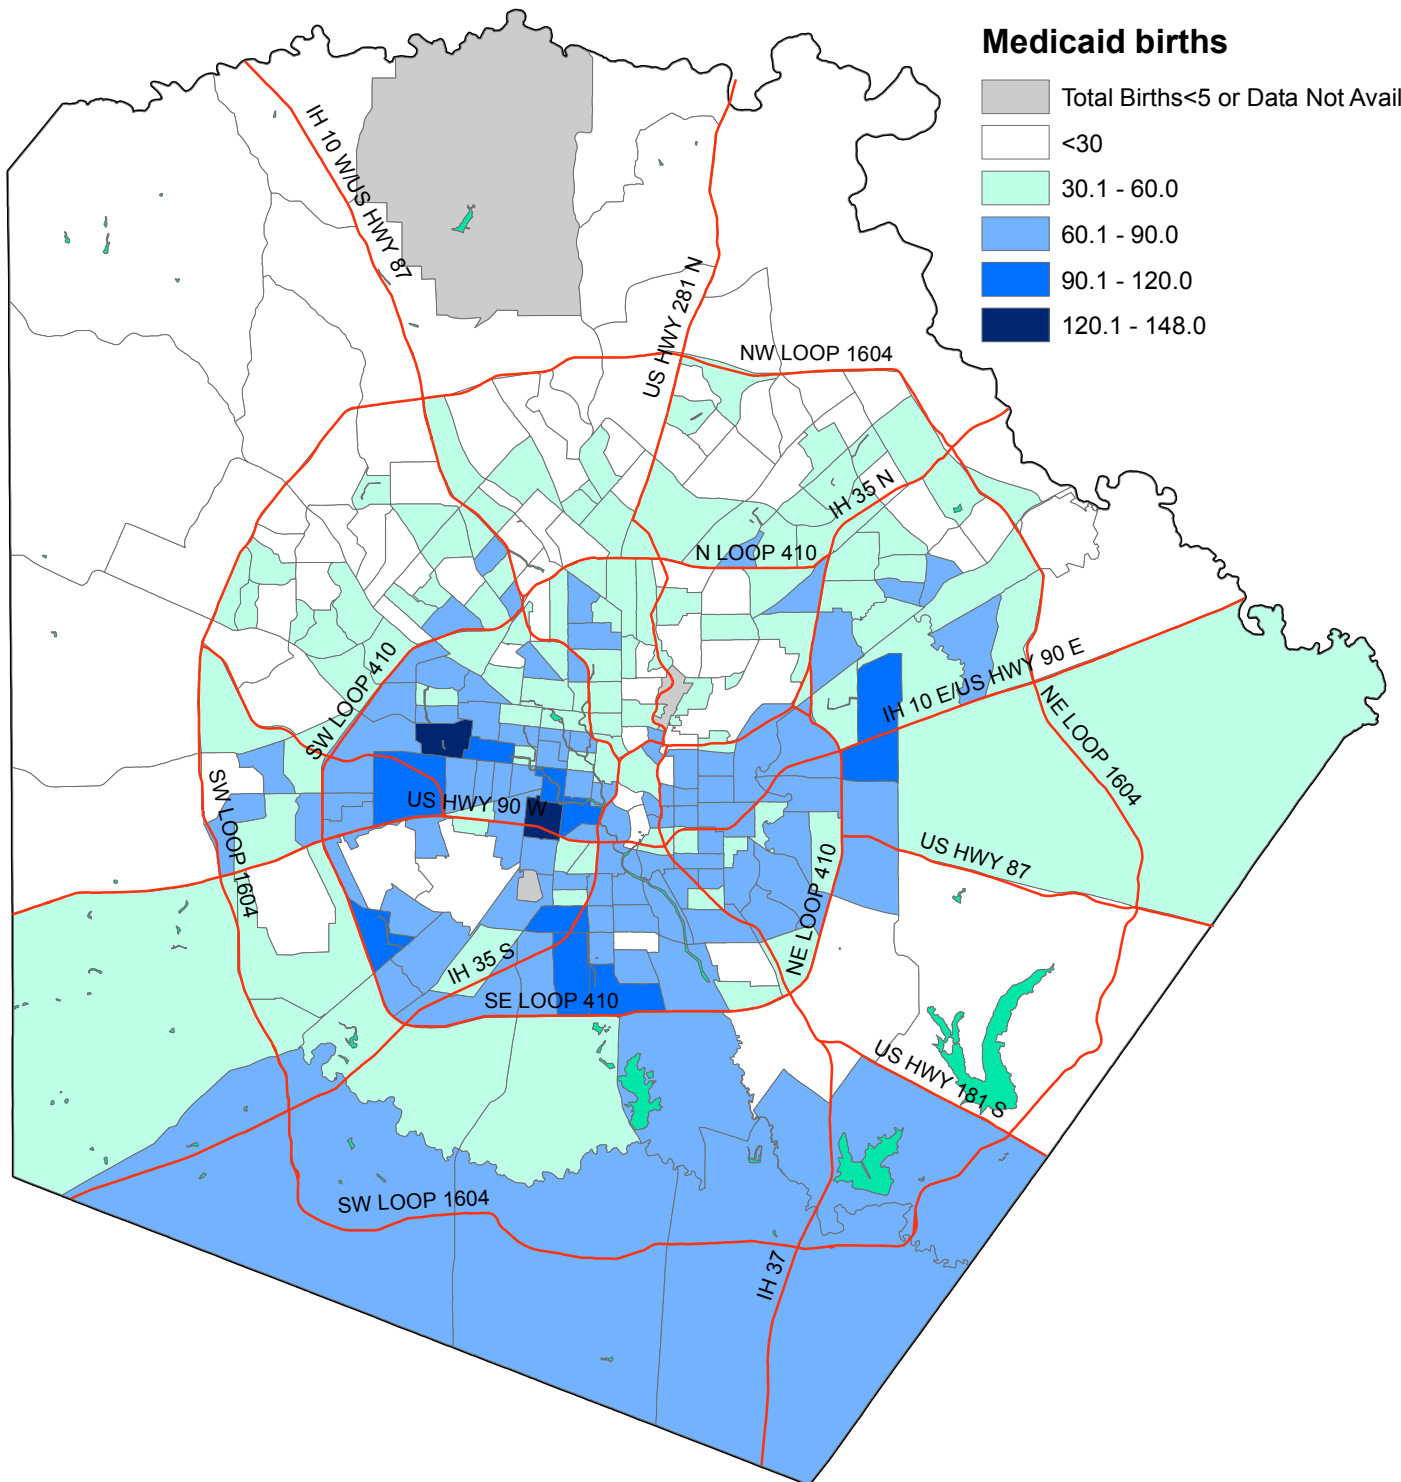 Medicaid births
Total Births<5 or Data Not Avail
<30
30.1 - 60.0
60.1 - 90.0
90.1 - 120.0
120.1 - 148.0
IH 10 W/US HWY 87
US HWY 281 N
NW LOOP 1604
IH 35 N
N LOOP 410
SW LOOP 410
IH 10 E/US HWY 90 E
NE LOOP 1604
SW LOOP 1604
US HWY 90 W
US HWY 87
NE LOOP 410
IH 35 S
SE LOOP 410
US HWY 181 S
SW LOOP 1604
IH 37